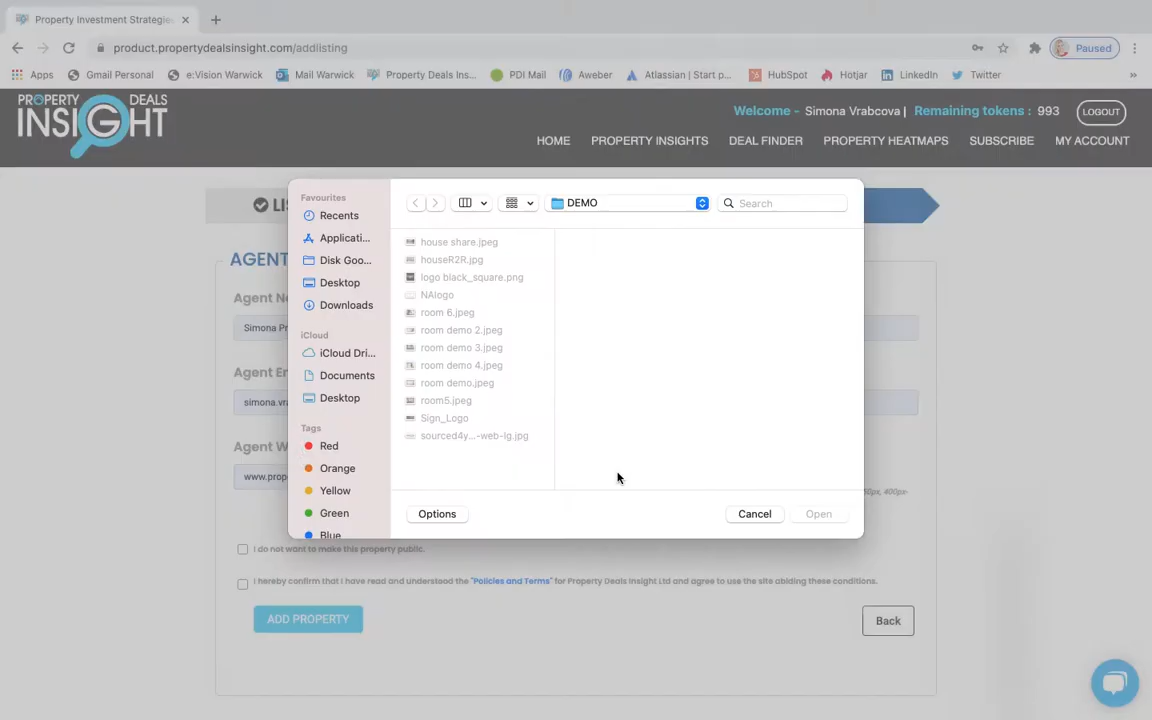 Property Investment Strategie
product.propertydealsinsight.com/addlisting
Paused
Apps
Gmail Personal
e:Vision Warwick
Mail Warwick
Property Deals Ins...
PDI Mail
Aweber
Atlassian | Start p...
HubSpot
Hotjar
LinkedIn
Twitter
»
PROPERTY DEALS
INSIGHT
Welcome - Simona Vrabcova | Remaining tokens : 993
LOGOUT
HOME
PROPERTY INSIGHTS
DEAL FINDER
PROPERTY HEATMAPS
SUBSCRIBE
MY ACCOUNT
Favourites
Recents
Applicati...
Disk Goo...
Desktop
Downloads
iCloud
iCloud Dri...
Documents
Desktop
Tags
Red
Orange
Yellow
Green
Blue
DEMO
Search
house share.jpeg
houseR2R.jpg
logo black_square.png
NAlogo
room 6.jpeg
room demo 2.jpeg
room demo 3.jpeg
room demo 4.jpeg
room demo.jpeg
room5.jpeg
Sign_Logo
sourced4y...-web-lg.jpg
Options
Cancel
Open
LI
AGENT
Agent N
Simona Pr
Agent E
simona.vra
Agent W
www.prop
400px-
I do not want to make this property public.
I hereby confirm that I have read and understood the "Policies and Terms" for Property Deals Insight Ltd and agree to use the site abiding these conditions.
ADD PROPERTY
Back